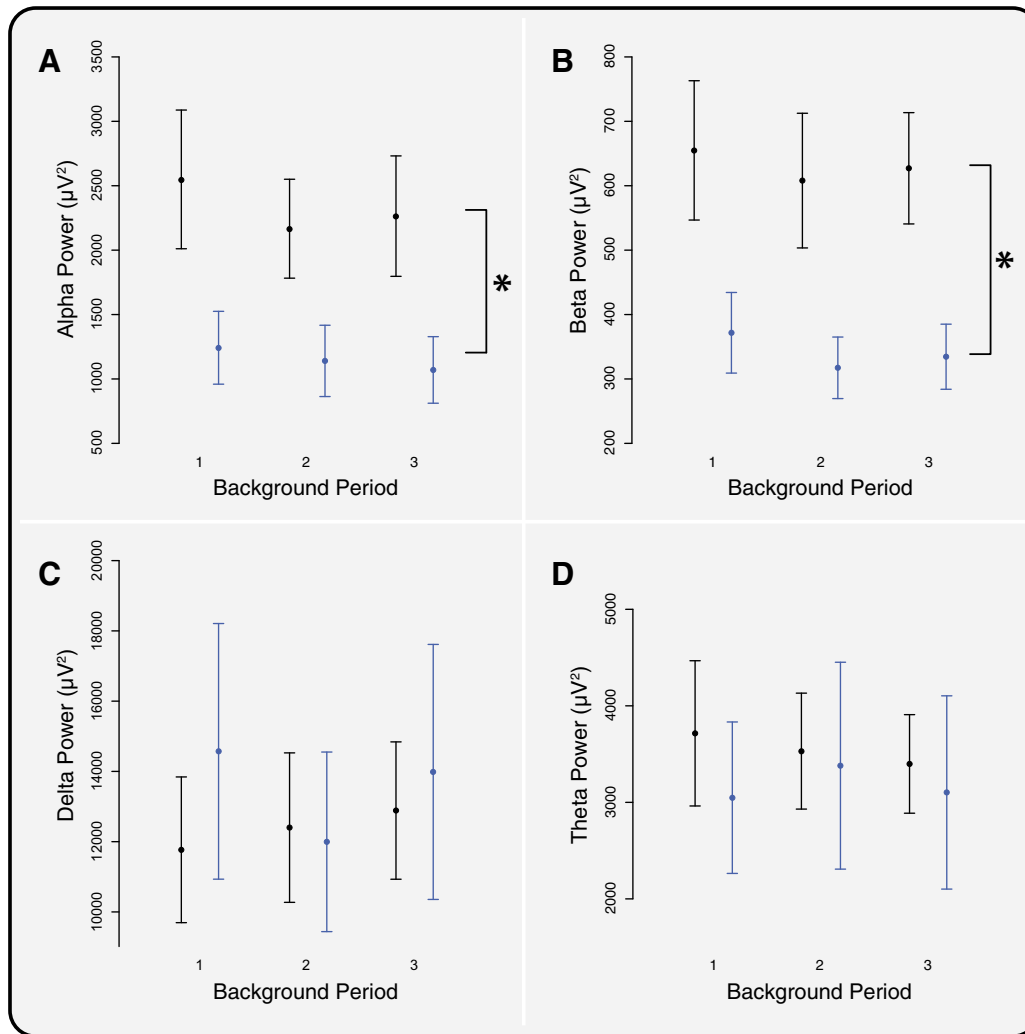 A
Alpha Power (µV²)
3500
3000
2500
2000
1500
1000
500
*
1 2 3
Background Period
B
Beta Power (µV²)
800
700
600
500
400
300
200
*
1 2 3
Background Period
C
Delta Power (µV²)
20000
18000
16000
14000
12000
10000
1 2 3
Background Period
D
Theta Power (µV²)
5000
4000
3000
2000
1 2 3
Background Period